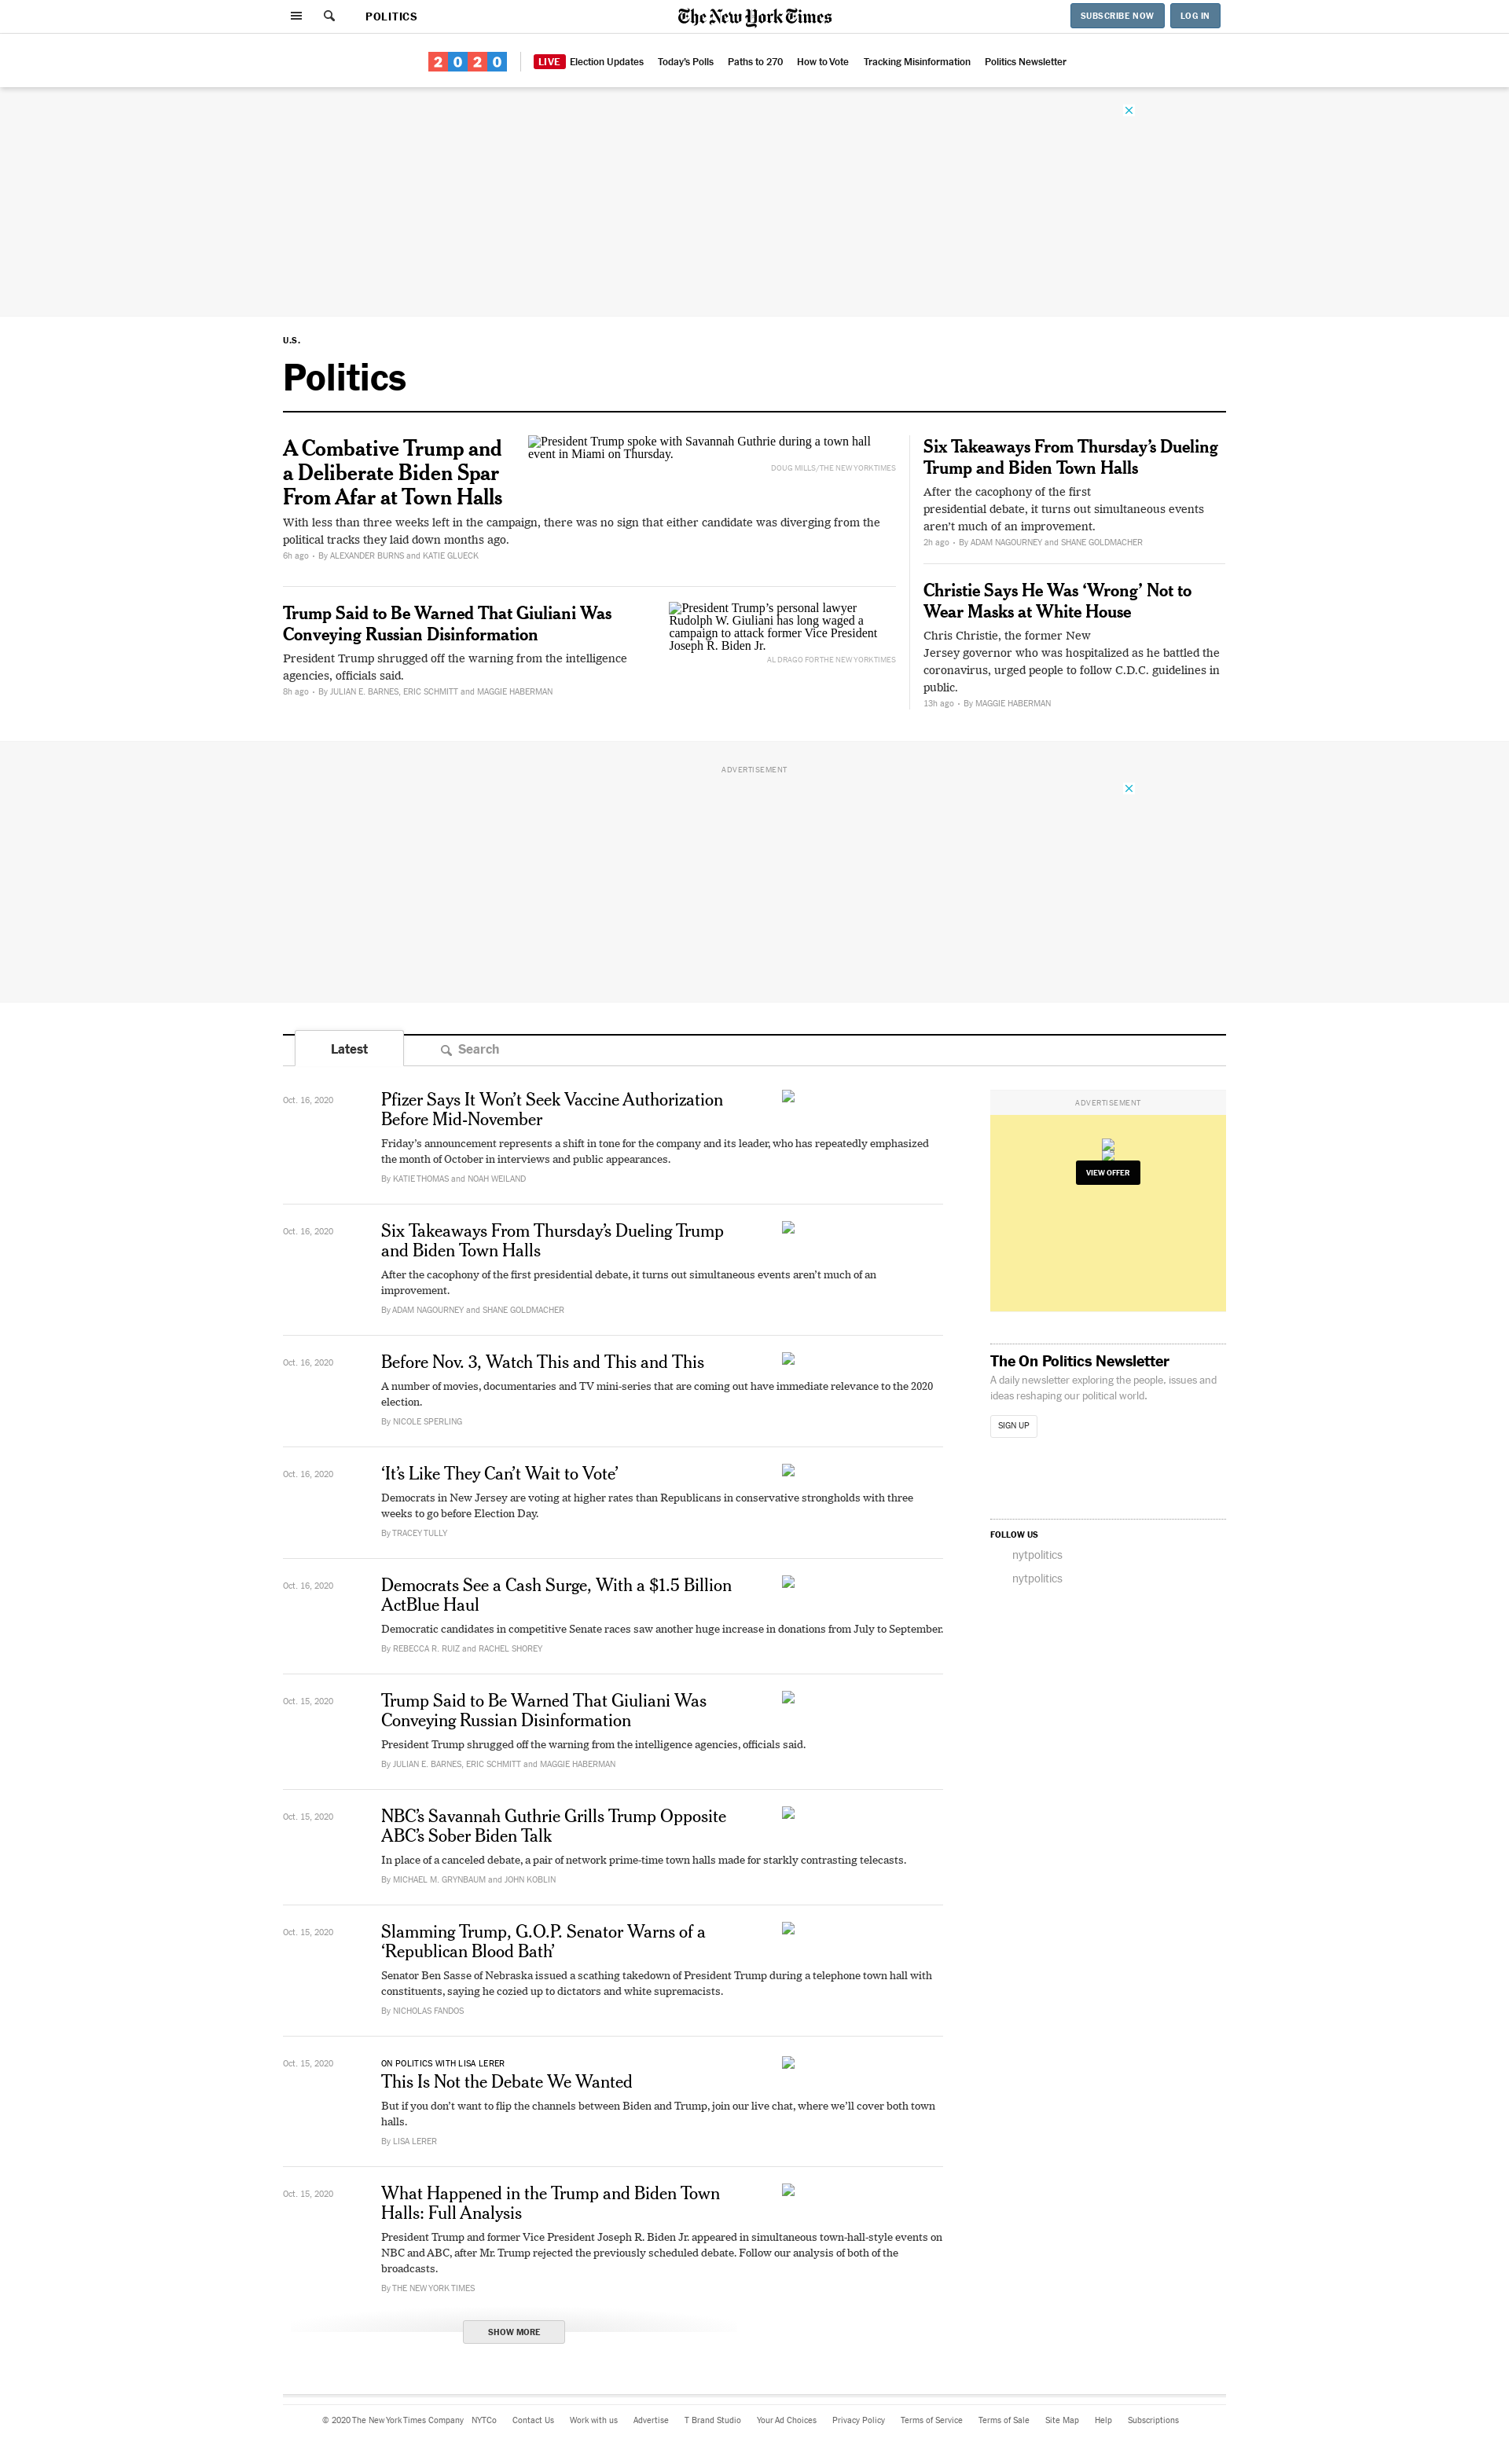 POLITICS
The New York Times
SUBSCRIBE NOW
LOG IN
2020
LIVE Election Updates
Today's Polls
Paths to 270
How to Vote
Tracking Misinformation
Politics Newsletter
U.S.
Politics
A Combative Trump and
a Deliberate Biden Spar
From Afar at Town Halls
President Trump spoke with Savannah Guthrie during a town hall
event in Miami on Thursday.
DOUG MILLS/THE NEW YORK TIMES
With less than three weeks left in the campaign, there was no sign that either candidate was diverging from the
political tracks they laid down months ago.
6h ago • By ALEXANDER BURNS and KATIE GLUECK
Trump Said to Be Warned That Giuliani Was
Conveying Russian Disinformation
President Trump shrugged off the warning from the intelligence
agencies, officials said.
8h ago • By JULIAN E. BARNES, ERIC SCHMITT and MAGGIE HABERMAN
President Trump’s personal lawyer
Rudolph W. Giuliani has long waged a
campaign to attack former Vice President
Joseph R. Biden Jr.
AL DRAGO FOR THE NEW YORK TIMES
Six Takeaways From Thursday’s Dueling
Trump and Biden Town Halls
After the cacophony of the first
presidential debate, it turns out simultaneous events
aren’t much of an improvement.
2h ago • By ADAM NAGOURNEY and SHANE GOLDMACHER
Christie Says He Was ‘Wrong’ Not to
Wear Masks at White House
Chris Christie, the former New
Jersey governor who was hospitalized as he battled the
coronavirus, urged people to follow C.D.C. guidelines in
public.
13h ago • By MAGGIE HABERMAN
ADVERTISEMENT
Latest
Search
Oct. 16, 2020
Pfizer Says It Won’t Seek Vaccine Authorization
Before Mid-November
Friday’s announcement represents a shift in tone for the company and its leader, who has repeatedly emphasized
the month of October in interviews and public appearances.
By KATIE THOMAS and NOAH WEILAND
Oct. 16, 2020
Six Takeaways From Thursday’s Dueling Trump
and Biden Town Halls
After the cacophony of the first presidential debate, it turns out simultaneous events aren’t much of an
improvement.
By ADAM NAGOURNEY and SHANE GOLDMACHER
Oct. 16, 2020
Before Nov. 3, Watch This and This and This
A number of movies, documentaries and TV mini-series that are coming out have immediate relevance to the 2020
election.
By NICOLE SPERLING
Oct. 16, 2020
‘It’s Like They Can’t Wait to Vote’
Democrats in New Jersey are voting at higher rates than Republicans in conservative strongholds with three
weeks to go before Election Day.
By TRACEY TULLY
Oct. 16, 2020
Democrats See a Cash Surge, With a $1.5 Billion
ActBlue Haul
Democratic candidates in competitive Senate races saw another huge increase in donations from July to September.
By REBECCA R. RUIZ and RACHEL SHOREY
Oct. 15, 2020
Trump Said to Be Warned That Giuliani Was
Conveying Russian Disinformation
President Trump shrugged off the warning from the intelligence agencies, officials said.
By JULIAN E. BARNES, ERIC SCHMITT and MAGGIE HABERMAN
Oct. 15, 2020
NBC’s Savannah Guthrie Grills Trump Opposite
ABC’s Sober Biden Talk
In place of a canceled debate, a pair of network prime-time town halls made for starkly contrasting telecasts.
By MICHAEL M. GRYNBAUM and JOHN KOBLIN
Oct. 15, 2020
Slamming Trump, G.O.P. Senator Warns of a
‘Republican Blood Bath’
Senator Ben Sasse of Nebraska issued a scathing takedown of President Trump during a telephone town hall with
constituents, saying he cozied up to dictators and white supremacists.
By NICHOLAS FANDOS
Oct. 15, 2020
ON POLITICS WITH LISA LERER
This Is Not the Debate We Wanted
But if you don’t want to flip the channels between Biden and Trump, join our live chat, where we’ll cover both town
halls.
By LISA LERER
Oct. 15, 2020
What Happened in the Trump and Biden Town
Halls: Full Analysis
President Trump and former Vice President Joseph R. Biden Jr. appeared in simultaneous town-hall-style events on
NBC and ABC, after Mr. Trump rejected the previously scheduled debate. Follow our analysis of both of the
broadcasts.
By THE NEW YORK TIMES
SHOW MORE
ADVERTISEMENT
VIEW OFFER
The On Politics Newsletter
A daily newsletter exploring the people, issues and
ideas reshaping our political world.
SIGN UP
FOLLOW US
nytpolitics
nytpolitics
© 2020 The New York Times Company
NYTCo
Contact Us
Work with us
Advertise
T Brand Studio
Your Ad Choices
Privacy Policy
Terms of Service
Terms of Sale
Site Map
Help
Subscriptions